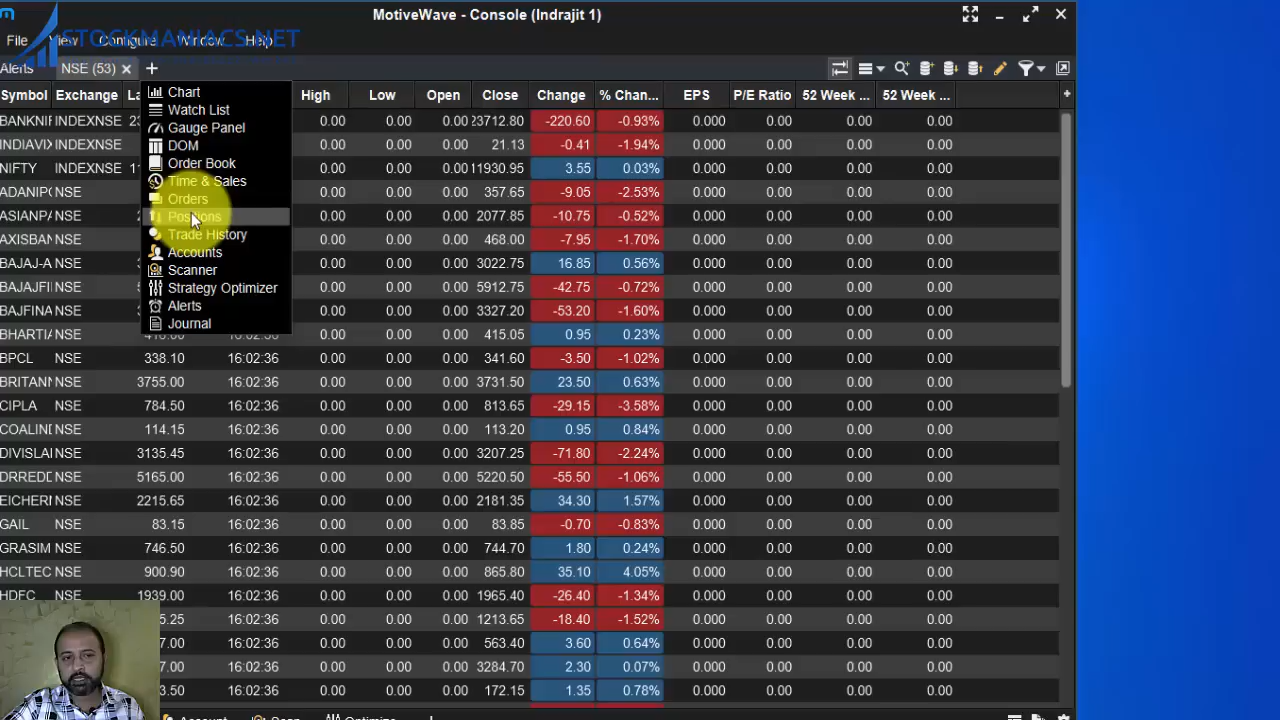 MotiveWave - Console (Indrajit 1)
STOCKMANIACS.NET
File View Configure Window Help
Alerts NSE (53)
Symbol Exchange High Low Open Close Change % Chan... EPS P/E Ratio 52 Week ... 52 Week ...
Chart
Watch List
Gauge Panel
DOM
Order Book
Time & Sales
Orders
Positions
Trade History
Accounts
Scanner
Strategy Optimizer
Alerts
Journal
BANKNIF INDEXNSE 0.00 0.00 0.00 23712.80 -220.60 -0.93% 0.000 0.00 0.00 0.00
INDIAVIX INDEXNSE 0.00 0.00 0.00 21.13 -0.41 -1.94% 0.000 0.00 0.00 0.00
NIFTY INDEXNSE 0.00 0.00 0.00 11930.95 3.55 0.03% 0.000 0.00 0.00 0.00
ADANIPO NSE 0.00 0.00 0.00 357.65 -9.05 -2.53% 0.000 0.00 0.00 0.00
ASIANPA NSE 0.00 0.00 0.00 2077.85 -10.75 -0.52% 0.000 0.00 0.00 0.00
AXISBAN NSE 0.00 0.00 0.00 468.00 -7.95 -1.70% 0.000 0.00 0.00 0.00
BAJAJ-A NSE 0.00 0.00 0.00 3022.75 16.85 0.56% 0.000 0.00 0.00 0.00
BAJAJFI NSE 0.00 0.00 0.00 5912.75 -42.75 -0.72% 0.000 0.00 0.00 0.00
BAJFINA NSE 0.00 0.00 0.00 3327.20 -53.20 -1.60% 0.000 0.00 0.00 0.00
BHARTIA NSE 16:02:36 0.00 0.00 0.00 415.05 0.95 0.23% 0.000 0.00 0.00 0.00
BPCL NSE 338.10 16:02:36 0.00 0.00 0.00 341.60 -3.50 -1.02% 0.000 0.00 0.00 0.00
BRITANN NSE 3755.00 16:02:36 0.00 0.00 0.00 3731.50 23.50 0.63% 0.000 0.00 0.00 0.00
CIPLA NSE 784.50 16:02:36 0.00 0.00 0.00 813.65 -29.15 -3.58% 0.000 0.00 0.00 0.00
COALIND NSE 114.15 16:02:36 0.00 0.00 0.00 113.20 0.95 0.84% 0.000 0.00 0.00 0.00
DIVISLAB NSE 3135.45 16:02:36 0.00 0.00 0.00 3207.25 -71.80 -2.24% 0.000 0.00 0.00 0.00
DRREDD NSE 5165.00 16:02:36 0.00 0.00 0.00 5220.50 -55.50 -1.06% 0.000 0.00 0.00 0.00
EICHERM NSE 2215.65 16:02:36 0.00 0.00 0.00 2181.35 34.30 1.57% 0.000 0.00 0.00 0.00
GAIL NSE 83.15 16:02:36 0.00 0.00 0.00 83.85 -0.70 -0.83% 0.000 0.00 0.00 0.00
GRASIM NSE 746.50 16:02:36 0.00 0.00 0.00 744.70 1.80 0.24% 0.000 0.00 0.00 0.00
HCLTEC NSE 900.90 16:02:36 0.00 0.00 0.00 865.80 35.10 4.05% 0.000 0.00 0.00 0.00
HDFC NSE 1939.00 16:02:36 0.00 0.00 0.00 1965.40 -26.40 -1.34% 0.000 0.00 0.00 0.00
16:02:36 0.00 0.00 0.00 1213.65 -18.40 -1.52% 0.000 0.00 0.00 0.00
16:02:36 0.00 0.00 0.00 563.40 3.60 0.64% 0.000 0.00 0.00 0.00
16:02:36 0.00 0.00 0.00 3284.70 2.30 0.07% 0.000 0.00 0.00 0.00
16:02:36 0.00 0.00 0.00 172.15 1.35 0.78% 0.000 0.00 0.00 0.00